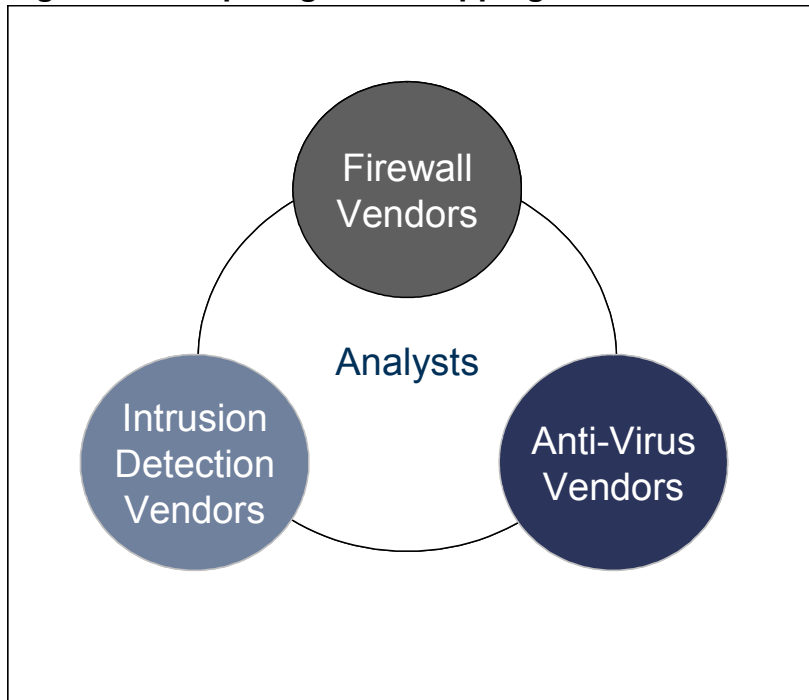 Firewall
Vendors
Analysts
Intrusion
Detection
Vendors
Anti-Virus
Vendors